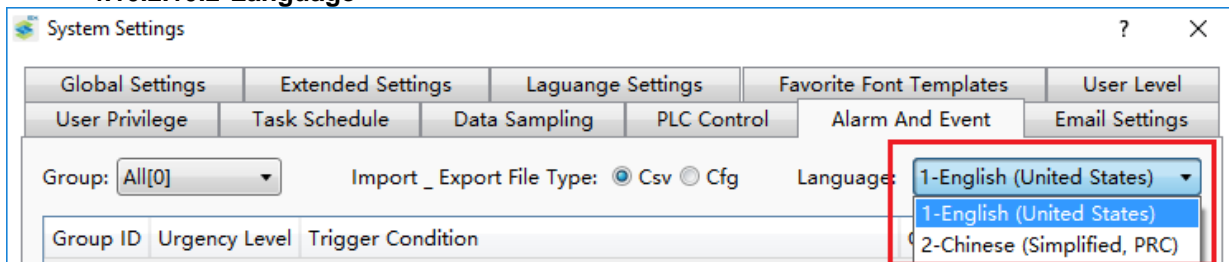 Language
System Settings ? ×
Global Settings Extended Settings Laguange Settings Favorite Font Templates User Level
User Privilege Task Schedule Data Sampling PLC Control Alarm And Event Email Settings
Group: All[0] Import _ Export File Type: Csv Cfg Language: 1-English (United States)
1-English (United States)
Group ID Urgency Level Trigger Condition
2-Chinese (Simplified, PRC)